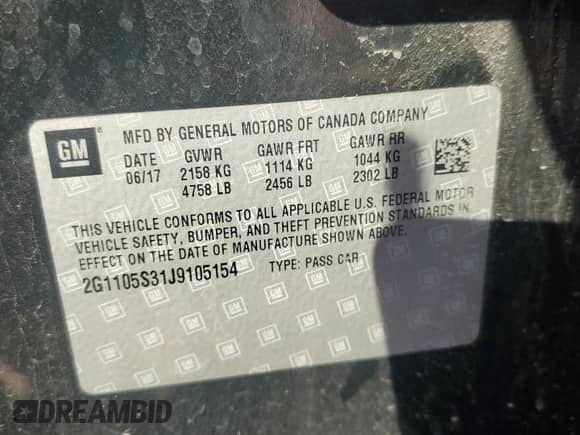 GM
MFD BY GENERAL MOTORS OF CANADA COMPANY
DATE GVWR GAWR FRT GAWR RR
06/17 2158 KG 1114 KG 1044 KG
4758 LB 2456 LB 2302 LB
THIS VEHICLE CONFORMS TO ALL APPLICABLE U.S. FEDERAL MOTOR
VEHICLE SAFETY, BUMPER, AND THEFT PREVENTION STANDARDS IN
EFFECT ON THE DATE OF MANUFACTURE SHOWN ABOVE.
2G1105S31J9105154 TYPE: PASS CAR
DREAMBID